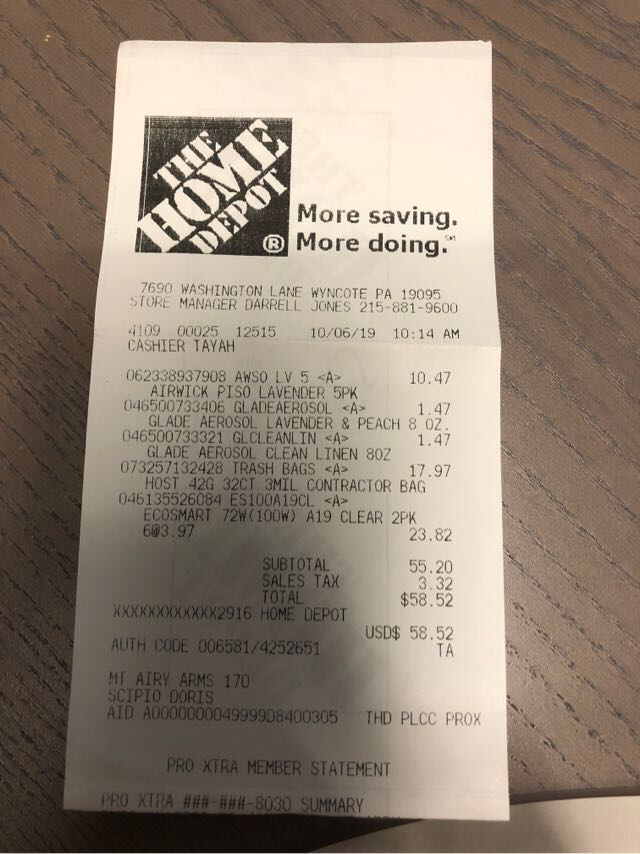 THE
HOME
DEPOT
®
More saving.
More doing.℠
7690 WASHINGTON LANE WYNCOTE PA 19095
STORE MANAGER DARRELL JONES 215-881-9600
4109 00025 12515 10/06/19 10:14 AM
CASHIER TAYAH
062338937908 AWSO LV 5 <A> 10.47
AIRWICK PISO LAVENDER 5PK
046500733406 GLADEAEROSOL <A> 1.47
GLADE AEROSOL LAVENDER & PEACH 8 OZ.
046500733321 GLCLEANLIN <A> 1.47
GLADE AEROSOL CLEAN LINEN 8OZ
073257132428 TRASH BAGS <A> 17.97
HOST 42G 32CT 3MIL CONTRACTOR BAG
046135526084 ES100A19CL <A>
ECOSMART 72W(100W) A19 CLEAR 2PK
6@3.97 23.82
SUBTOTAL 55.20
SALES TAX 3.32
TOTAL $58.52
XXXXXXXXXXXX2916 HOME DEPOT
USD$ 58.52
AUTH CODE 006581/4252651 TA
MT AIRY ARMS 170
SCIPIO DORIS
AID A0000000049999D8400305 THD PLCC PROX
PRO XTRA MEMBER STATEMENT
PRO XTRA ###-###-8030 SUMMARY